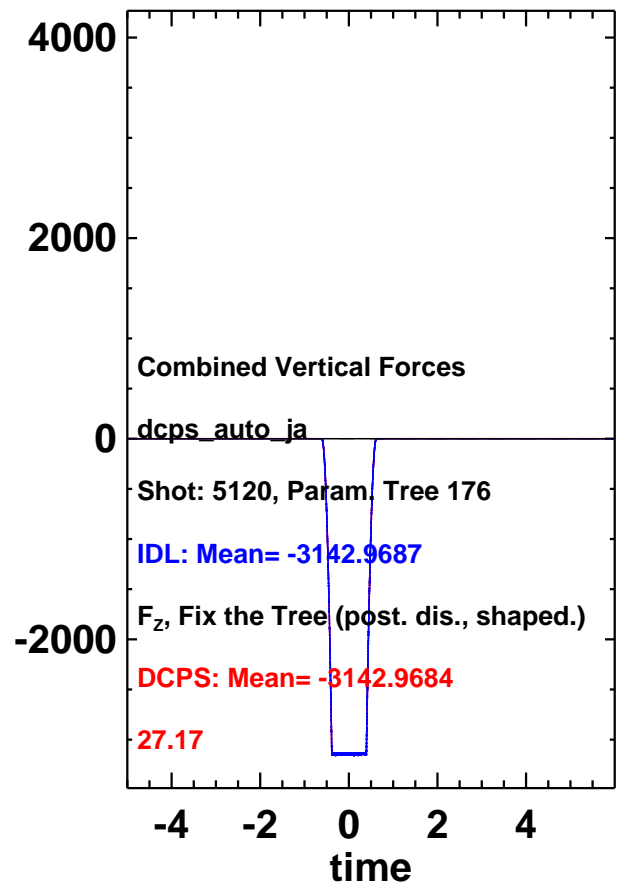 4000
2000
Combined Vertical Forces
0
dcps_auto_ja
Shot: 5120, Param. Tree 176
IDL: Mean= -3142.9687
F_Z, Fix the Tree (post. dis., shaped.)
-2000
DCPS: Mean= -3142.9684
27.17
-4 -2 0 2 4
time